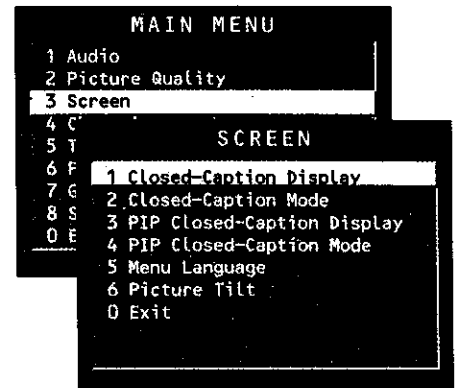 MAIN MENU
1 Audio
2 Picture Quality
3 Screen
4 C
5 T
6 F
7 G
8 S
0 E
SCREEN
1 Closed-Caption Display
2 Closed-Caption Mode
3 PIP Closed-Caption Display
4 PIP Closed-Caption Mode
5 Menu Language
6 Picture Tilt
0 Exit